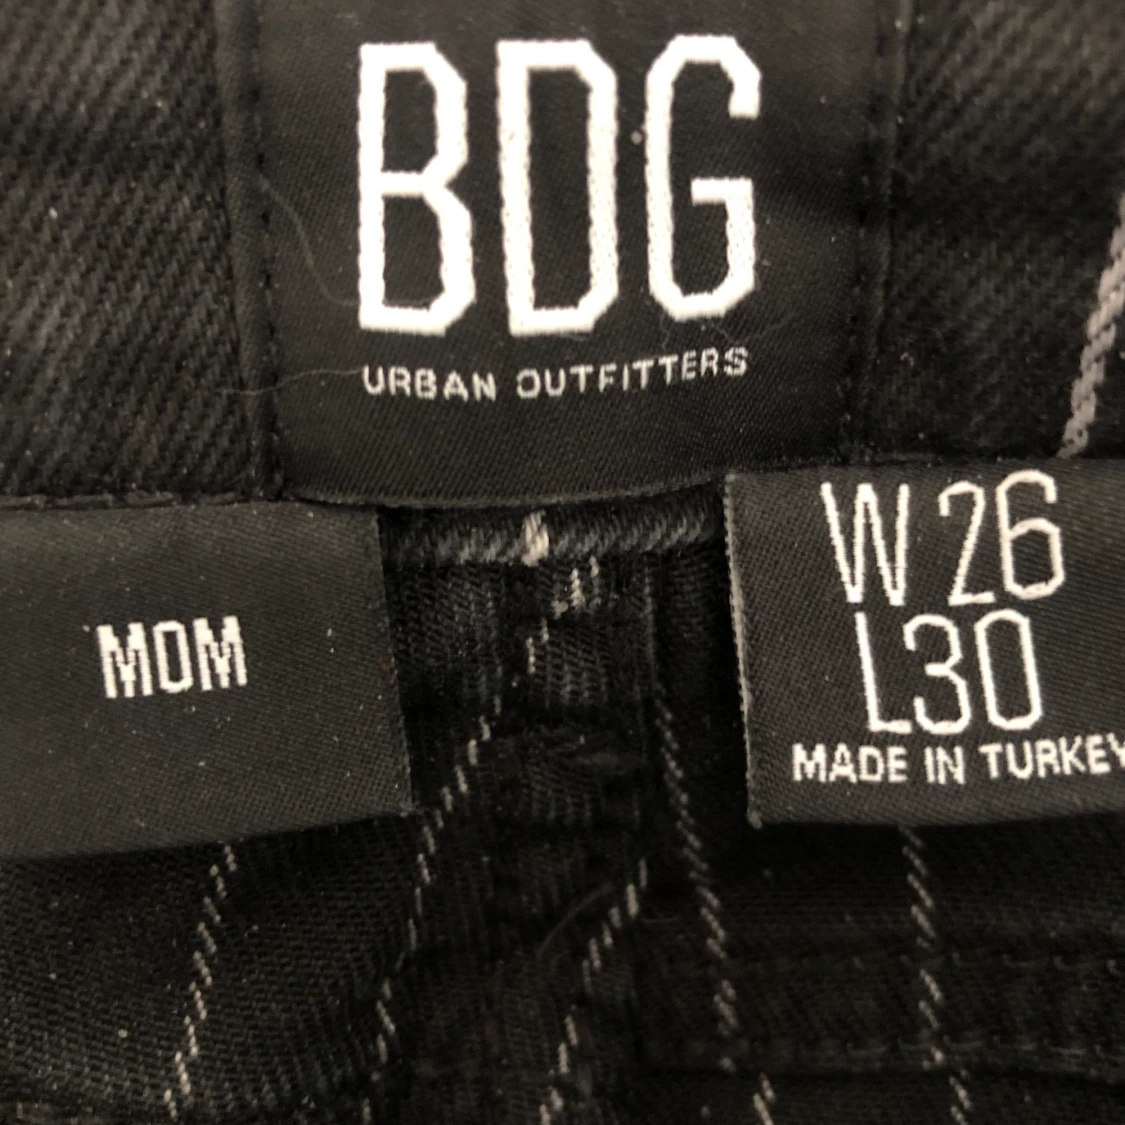 BDG
URBAN OUTFITTERS
MOM
W 26
L30
MADE IN TURKEY